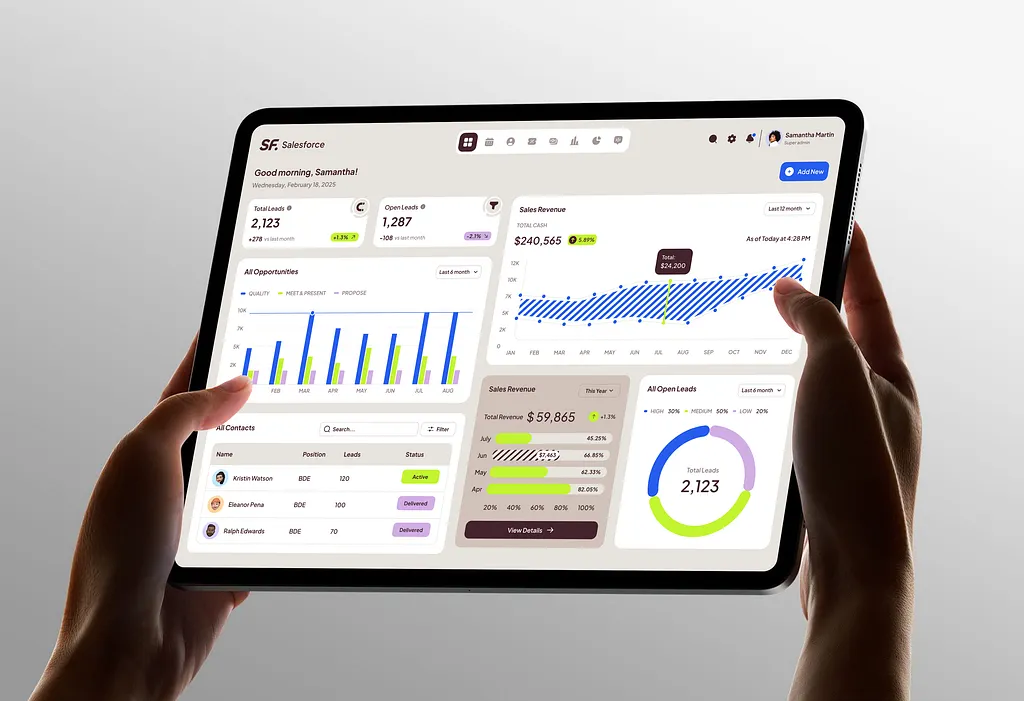 SF. Salesforce
Samantha Martin
Super admin
Good morning, Samantha!
Wednesday, February 18, 2025
Add New
Total Leads
2,123
+278 vs last month
+1.3%
Open Leads
1,287
-108 vs last month
-2.1%
Sales Revenue
Last 12 month
TOTAL CASH
$240,565
5.89%
As of Today at 4:28 PM
Total:
$24,200
12K
10K
7K
5K
2K
0
JAN FEB MAR APR MAY JUN JUL AUG SEP OCT NOV DEC
All Opportunities
Last 6 month
QUALITY MEET & PRESENT PROPOSE
10K
7K
5K
2K
FEB MAR APR MAY JUN JUL AUG
All Contacts
Search...
Filter
Name Position Leads Status
Kristin Watson BDE 120 Active
Eleanor Pena BDE 100 Delivered
Ralph Edwards BDE 70 Delivered
Sales Revenue
This Year
Total Revenue $59,865 +1.3%
July 45.25%
Jun $7,463 66.85%
May 62.33%
Apr 82.05%
20% 40% 60% 80% 100%
View Details
All Open Leads
Last 6 month
HIGH 30% MEDIUM 50% LOW 20%
Total Leads
2,123